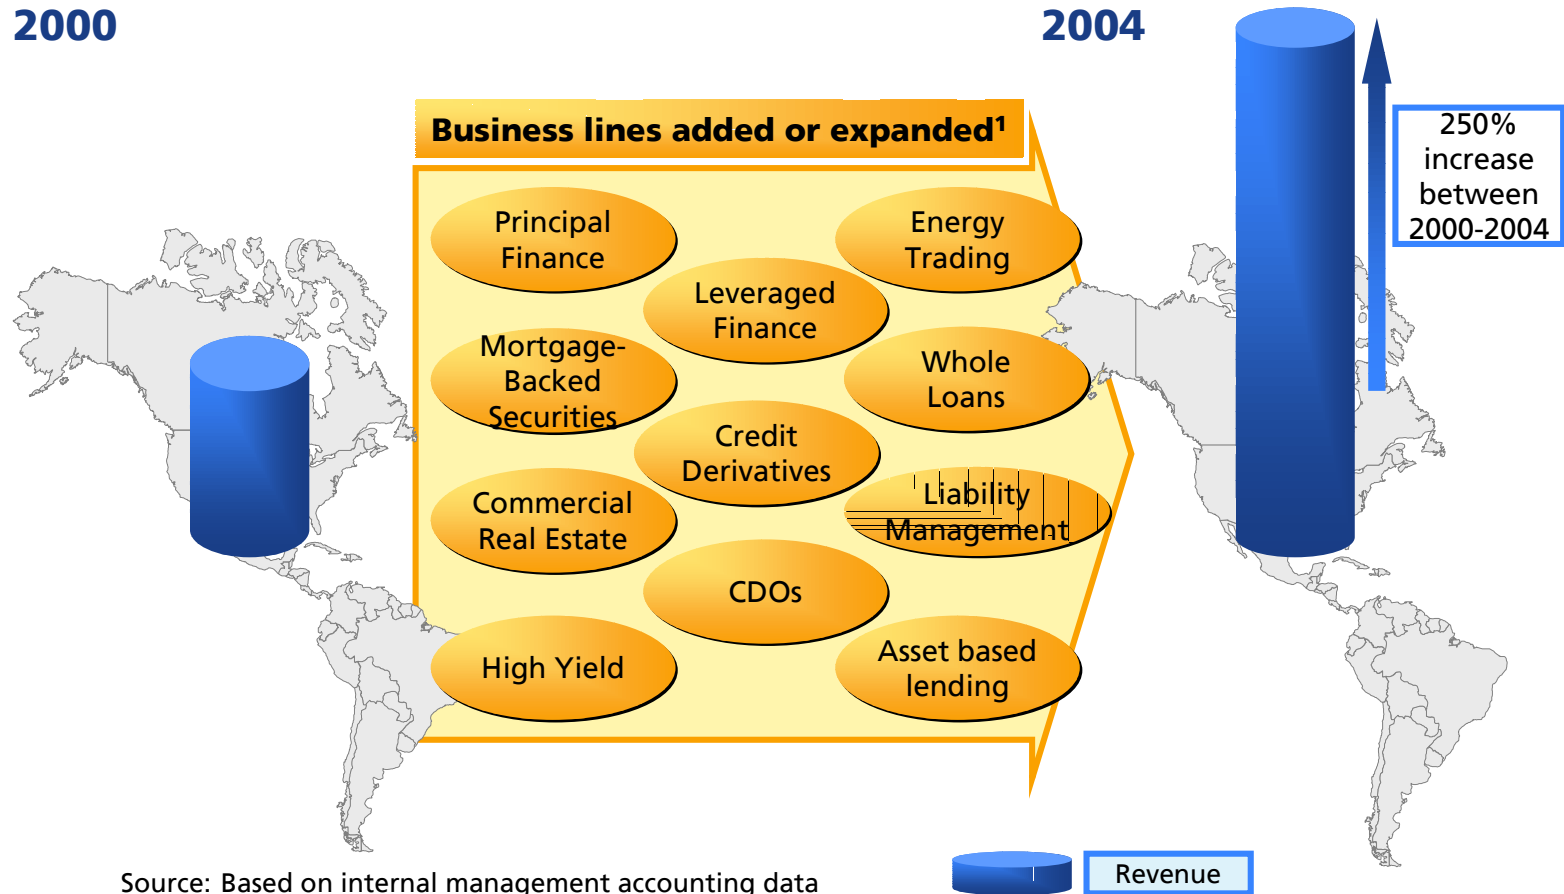 2000
2004
Business lines added or expanded¹
250%
increase
between
2000-2004
Principal
Finance
Energy
Trading
Leveraged
Finance
Mortgage-
Backed
Securities
Whole
Loans
Credit
Derivatives
Commercial
Real Estate
Liability
Management
CDOs
High Yield
Asset based
lending
Source: Based on internal management accounting data
Revenue